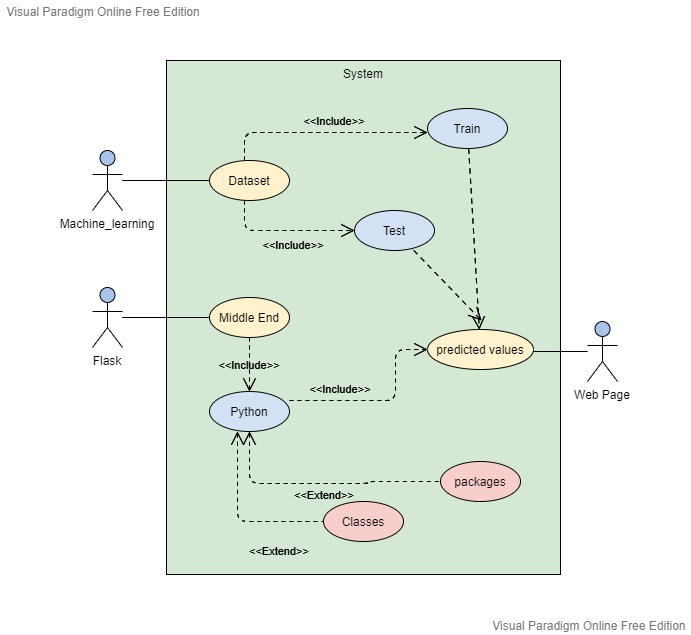 Visual Paradigm Online Free Edition
System
<<Include>>
Train
Dataset
Machine_learning
Test
<<Include>>
Middle End
Flask
predicted values
<<Include>>
<<Include>>
Web Page
Python
packages
<<Extend>>
Classes
<<Extend>>
Visual Paradigm Online Free Edition